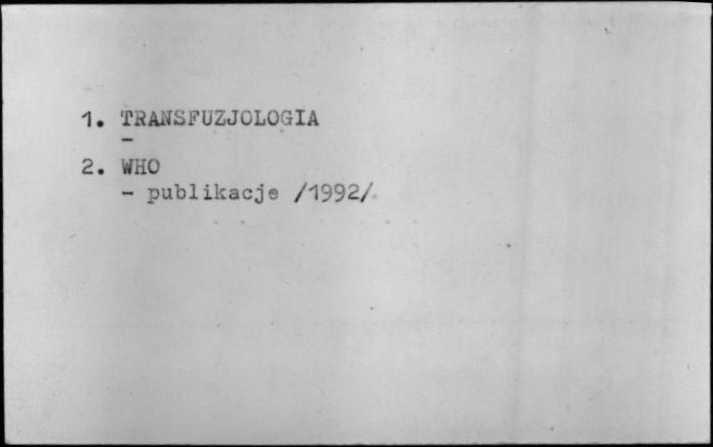 1. TRANSFUZJOLOGIA
-
2. WHO
- publikacje /1992/